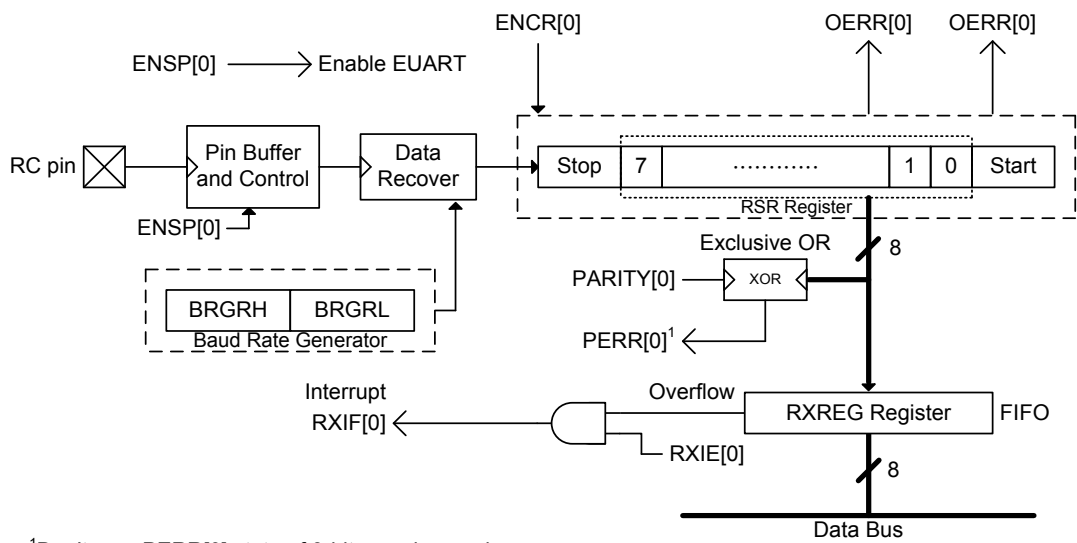 ENCR[0]
OERR[0]
OERR[0]
ENSP[0]
Enable EUART
RC pin
Pin Buffer
and Control
Data
Recover
Stop
7
............
1
0
Start
RSR Register
ENSP[0]
8
Exclusive OR
PARITY[0]
XOR
BRGRH
BRGRL
Baud Rate Generator
PERR[0]¹
Interrupt
RXIF[0]
Overflow
RXREG Register
FIFO
RXIE[0]
8
Data Bus